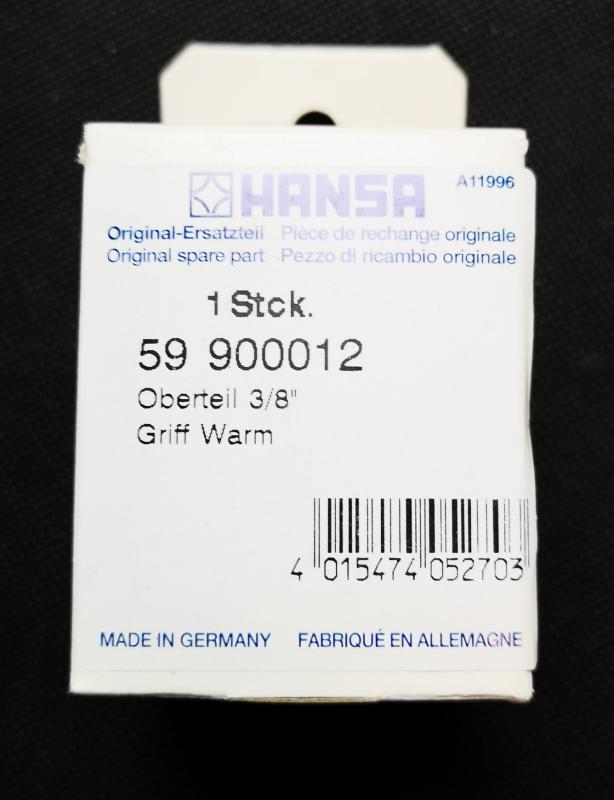 HANSA
A11996
Original-Ersatzteil Pièce de rechange originale
Original spare part Pezzo di ricambio originale
1 Stck.
59 900012
Oberteil 3/8"
Griff Warm
4 015474 052703
MADE IN GERMANY FABRIQUÉ EN ALLEMAGNE